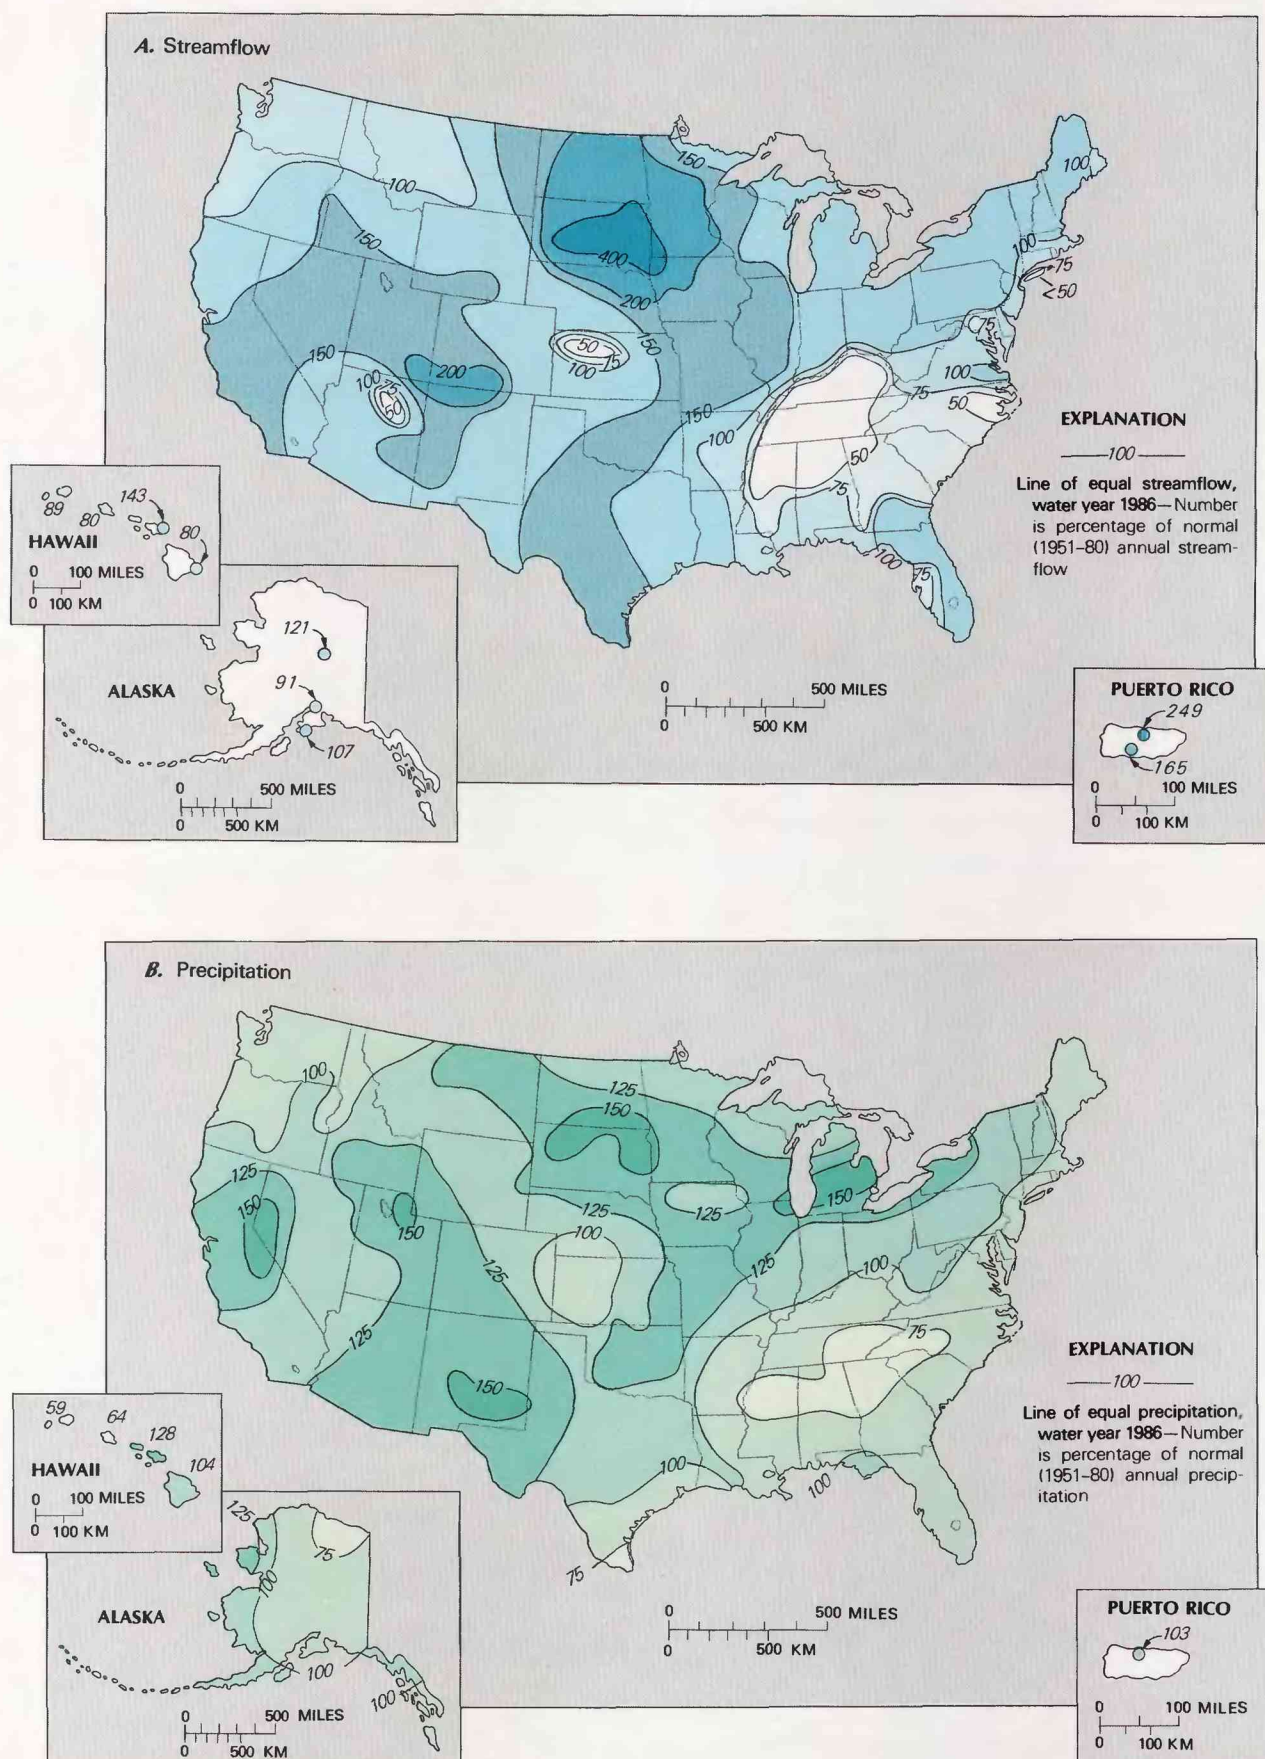 A. Streamflow
150
100
100
150
400
200
150
100
75
<50
150
50
75
100
150
75
200
100
75
50
150
100
75
100
50
50
75
100
75
EXPLANATION
100
Line of equal streamflow,
water year 1986—Number
is percentage of normal
(1951–80) annual stream-
flow
143
89
80
80
HAWAII
0 100 MILES
0 100 KM
121
91
ALASKA
107
0 500 MILES
0 500 KM
0 500 MILES
0 500 KM
PUERTO RICO
249
165
0 100 MILES
0 100 KM
B. Precipitation
100
125
150
125
150
150
125
150
125
100
125
125
100
125
75
150
100
100
75
EXPLANATION
100
Line of equal precipitation,
water year 1986—Number
is percentage of normal
(1951–80) annual precip-
itation
59
64
128
104
HAWAII
0 100 MILES
0 100 KM
125
75
100
ALASKA
100
100
0 500 MILES
0 500 KM
0 500 MILES
0 500 KM
PUERTO RICO
103
0 100 MILES
0 100 KM